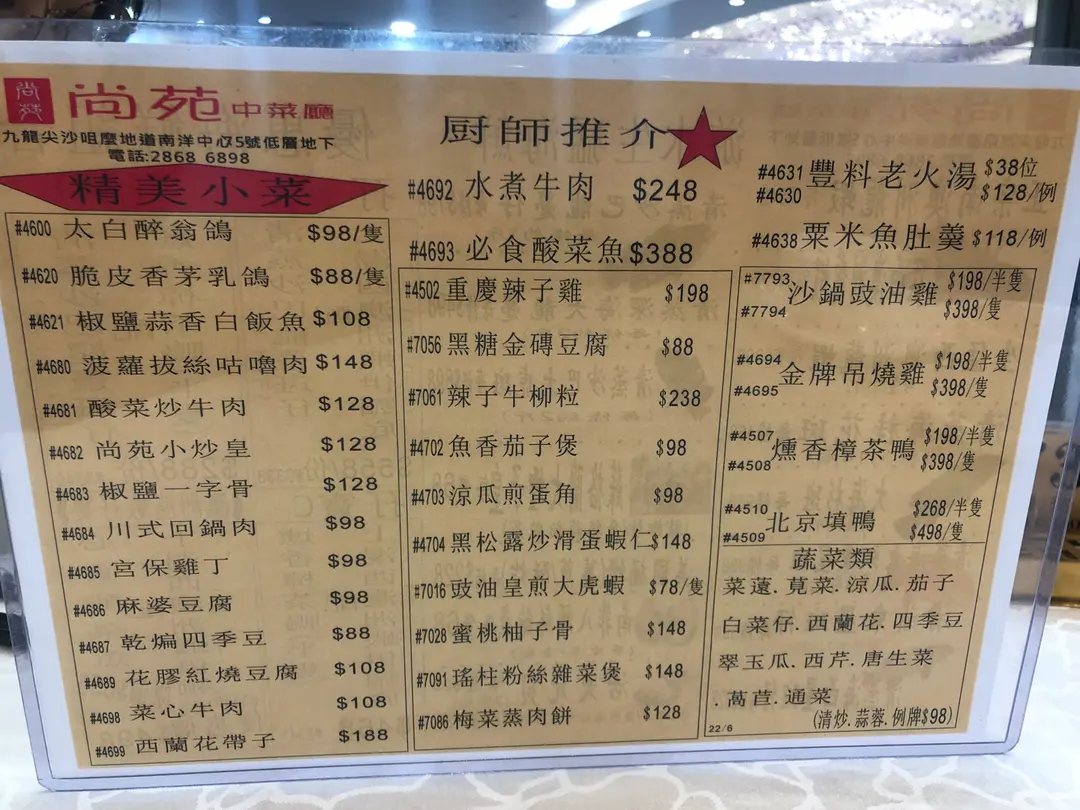 尚苑
尚苑中菜廳
九龍尖沙咀麼地道南洋中心5號低層地下
電話:2868 6898
精美小菜
#4600 太白醉翁鴿 $98/隻
#4620 脆皮香茅乳鴿 $88/隻
#4621 椒鹽蒜香白飯魚 $108
#4680 菠蘿拔絲咕嚕肉 $148
#4681 酸菜炒牛肉 $128
#4682 尚苑小炒皇 $128
#4683 椒鹽一字骨 $128
#4684 川式回鍋肉 $98
#4685 宮保雞丁 $98
#4686 麻婆豆腐 $98
#4687 乾煸四季豆 $88
#4689 花膠紅燒豆腐 $108
#4698 菜心牛肉 $108
#4699 西蘭花帶子 $188
厨師推介
#4692 水煮牛肉 $248
#4693 必食酸菜魚 $388
#4502 重慶辣子雞 $198
#7056 黑糖金磚豆腐 $88
#7061 辣子牛柳粒 $238
#4702 魚香茄子煲 $98
#4703 涼瓜煎蛋角 $98
#4704 黑松露炒滑蛋蝦仁 $148
#7016 豉油皇煎大虎蝦 $78/隻
#7028 蜜桃柚子骨 $148
#7091 瑤柱粉絲雜菜煲 $148
#7086 梅菜蒸肉餅 $128
#4631 豐料老火湯 $38位
#4630 $128/例
#4638 粟米魚肚羹 $118/例
#7793 沙鍋豉油雞 $198/半隻
#7794 $398/隻
#4694 金牌吊燒雞 $198/半隻
#4695 $398/隻
#4507 燻香樟茶鴨 $198/半隻
#4508 $398/隻
#4510 北京填鴨 $268/半隻
#4509 $498/隻
蔬菜類
菜薳.莧菜.涼瓜.茄子
白菜仔.西蘭花.四季豆
翠玉瓜.西芹.唐生菜
.萵苣.通菜
(清炒.蒜蓉.例牌$98)
22/6